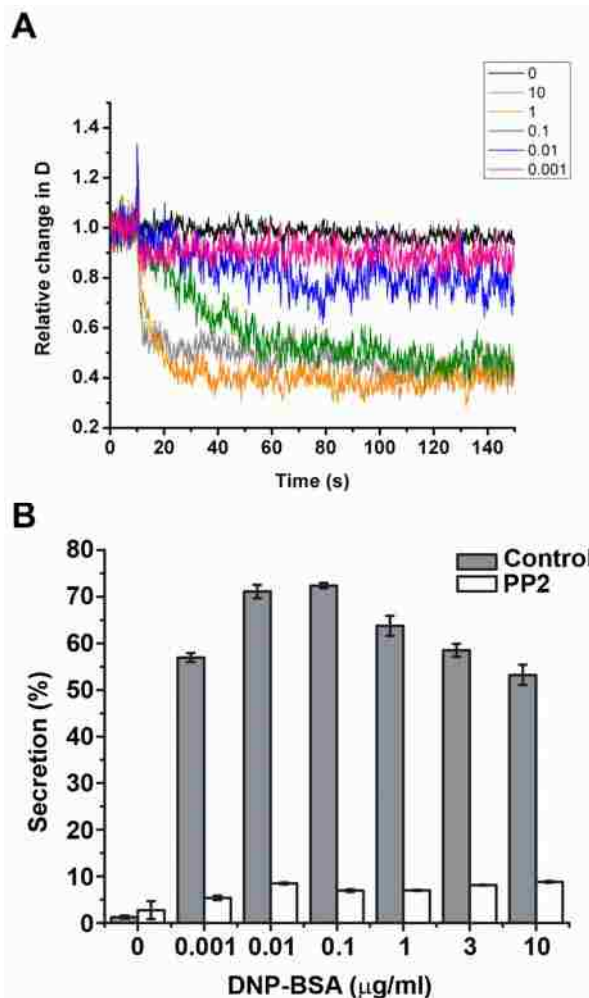 A
0
10
1
0.1
0.01
0.001
1.4
1.2
1.0
0.8
0.6
0.4
0.2
Relative change in D
0 20 40 60 80 100 120 140
Time (s)
B
Control
PP2
80
70
60
50
40
30
20
10
0
Secretion (%)
0 0.001 0.01 0.1 1 3 10
DNP-BSA (μg/ml)